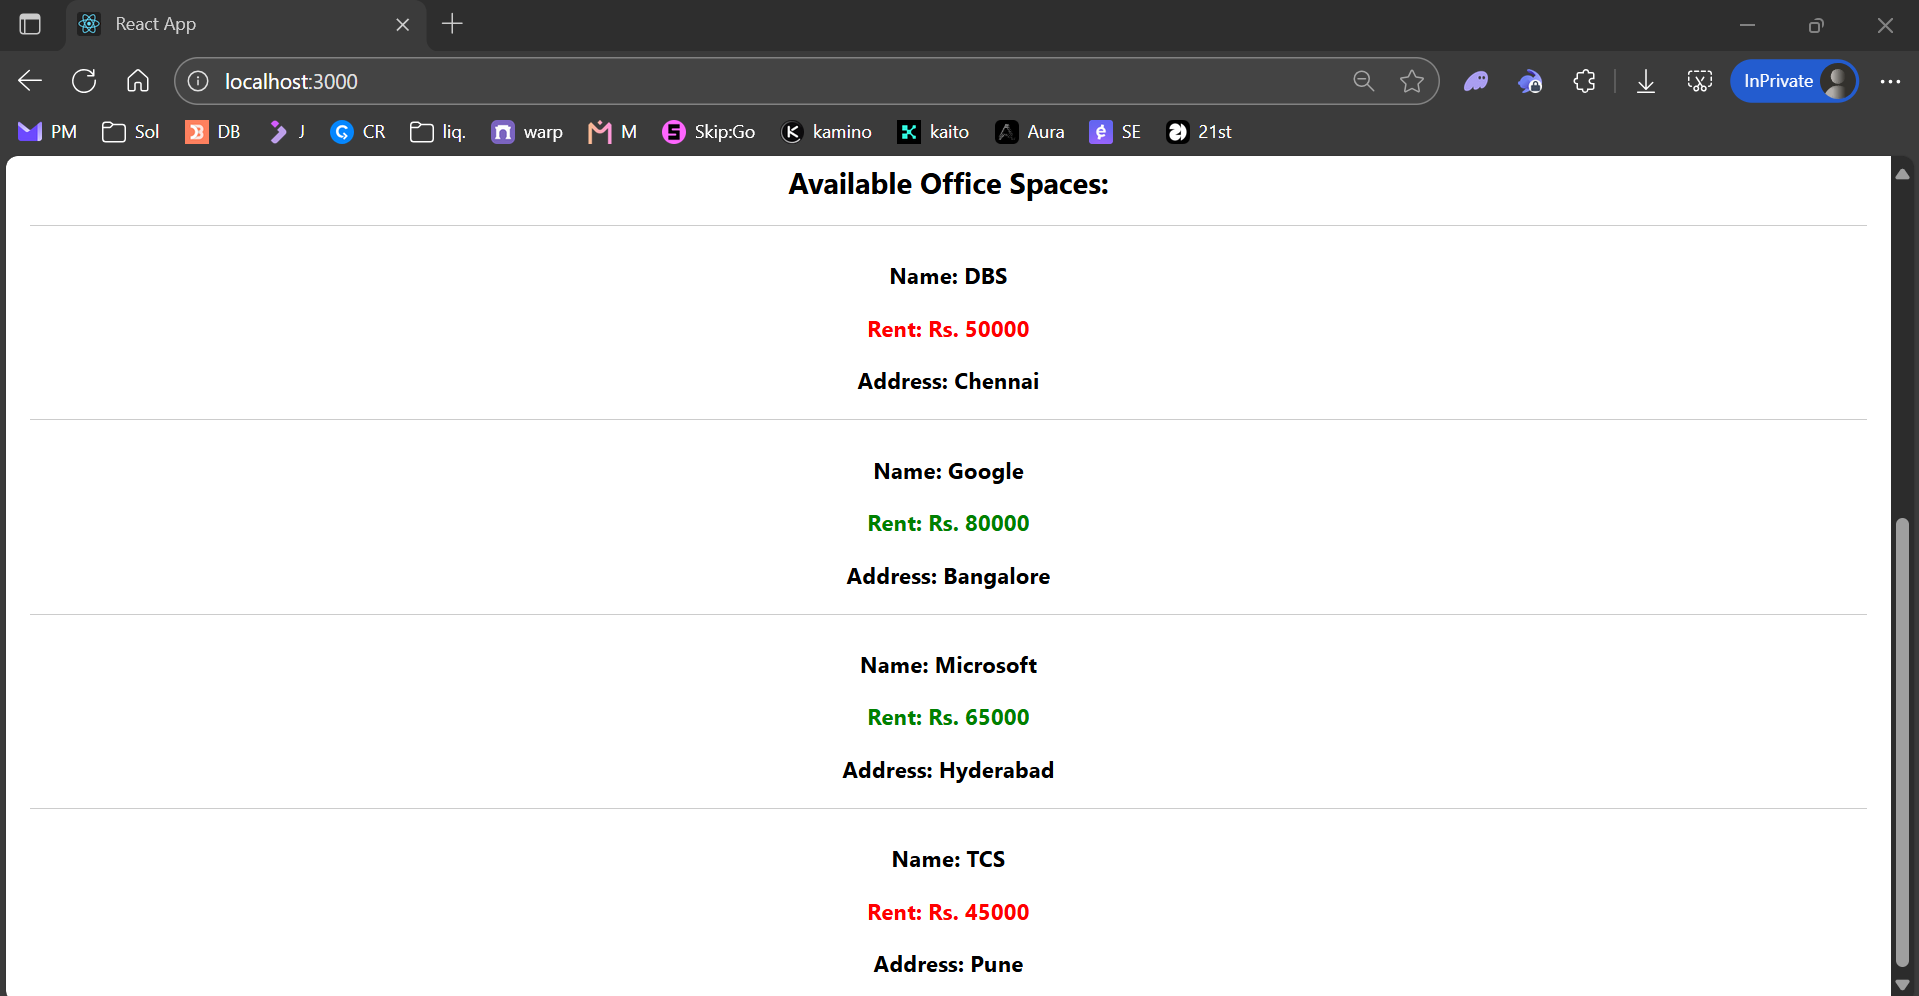 React App
localhost:3000
InPrivate
PM Sol DB J CR liq. warp M Skip:Go kamino kaito Aura SE 21st
Available Office Spaces:
Name: DBS
Rent: Rs. 50000
Address: Chennai
Name: Google
Rent: Rs. 80000
Address: Bangalore
Name: Microsoft
Rent: Rs. 65000
Address: Hyderabad
Name: TCS
Rent: Rs. 45000
Address: Pune